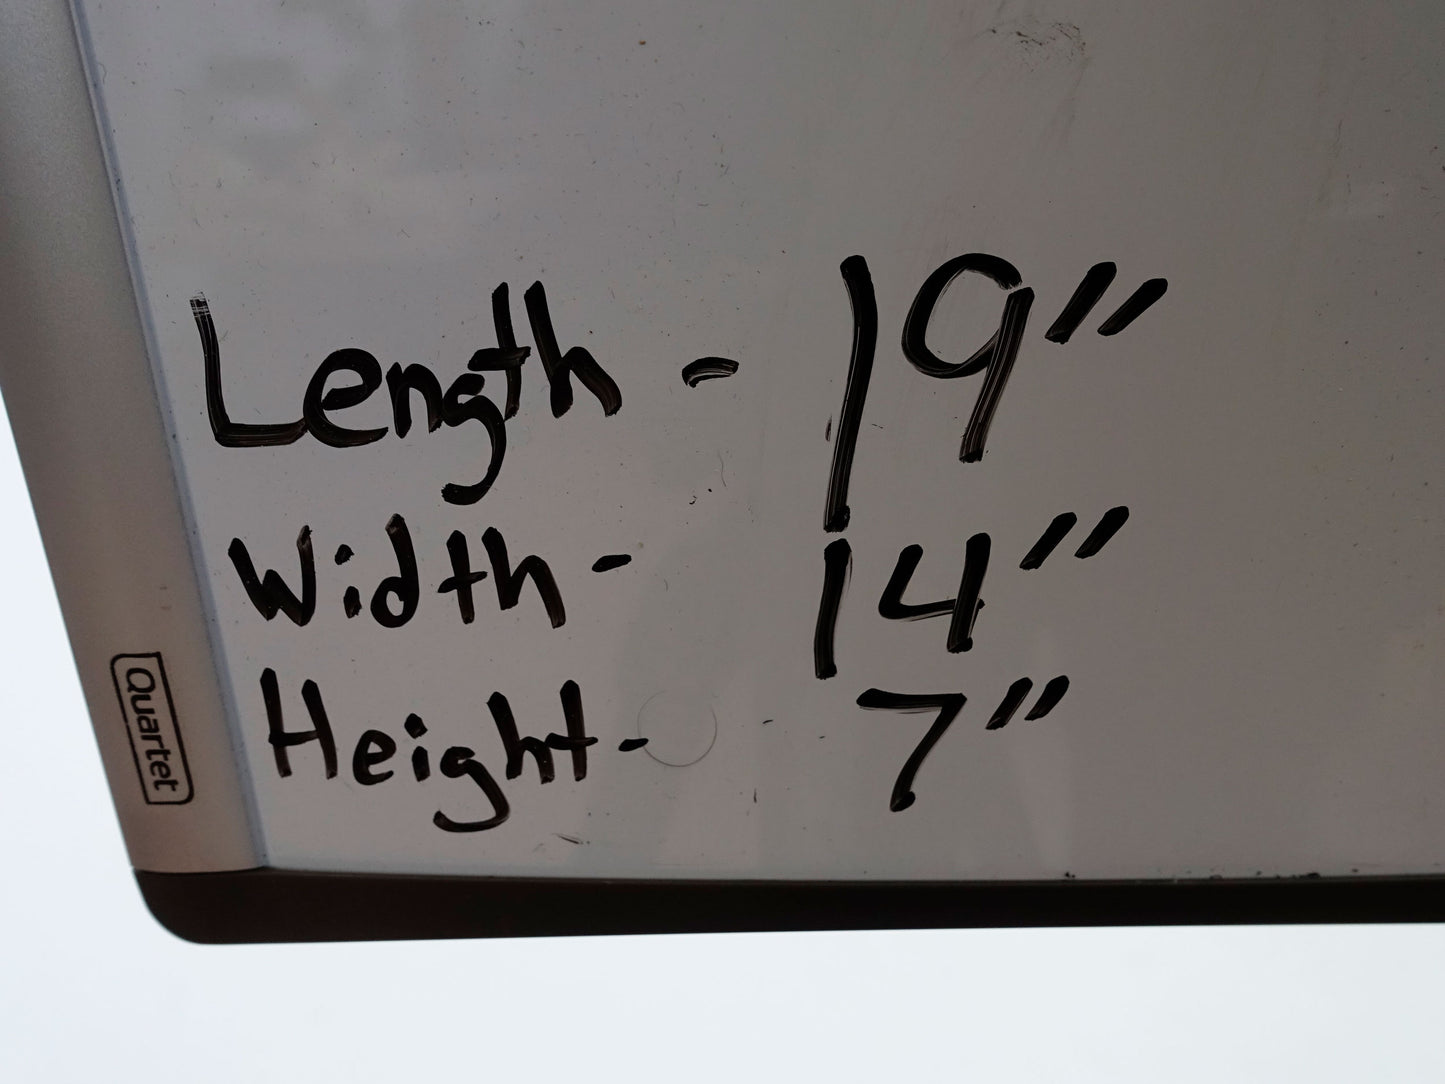 Length - 19"
Width - 14"
Height - 7"
Quartet